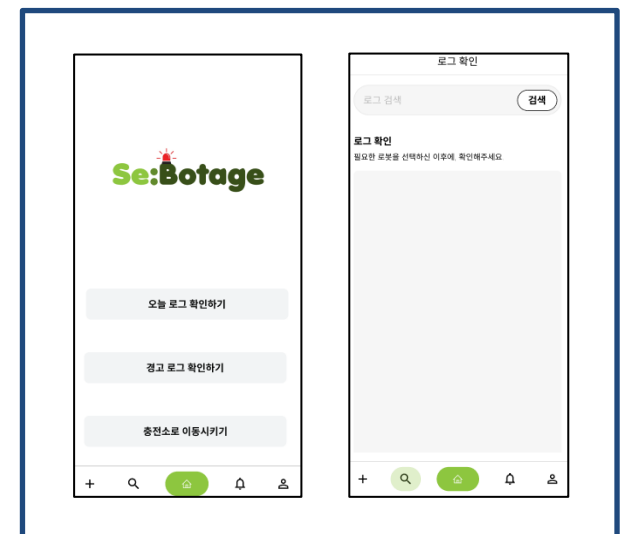 Se:Botage
오늘 로그 확인하기
경고 로그 확인하기
충전소로 이동시키기
로그 확인
로그 검색
검색
로그 확인
필요한 로봇을 선택하신 이후에, 확인해주세요